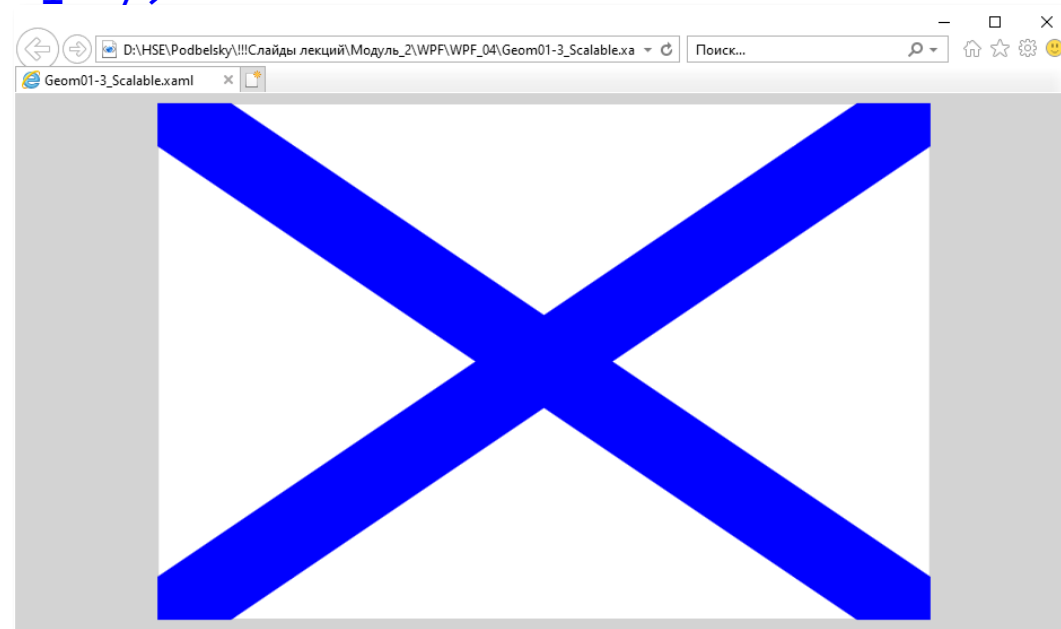 D:\HSE\Podbelsky\!!!Слайды лекций\Модуль_2\WPF\WPF_04\Geom01-3_Scalable.xa
Поиск...
Geom01-3_Scalable.xaml